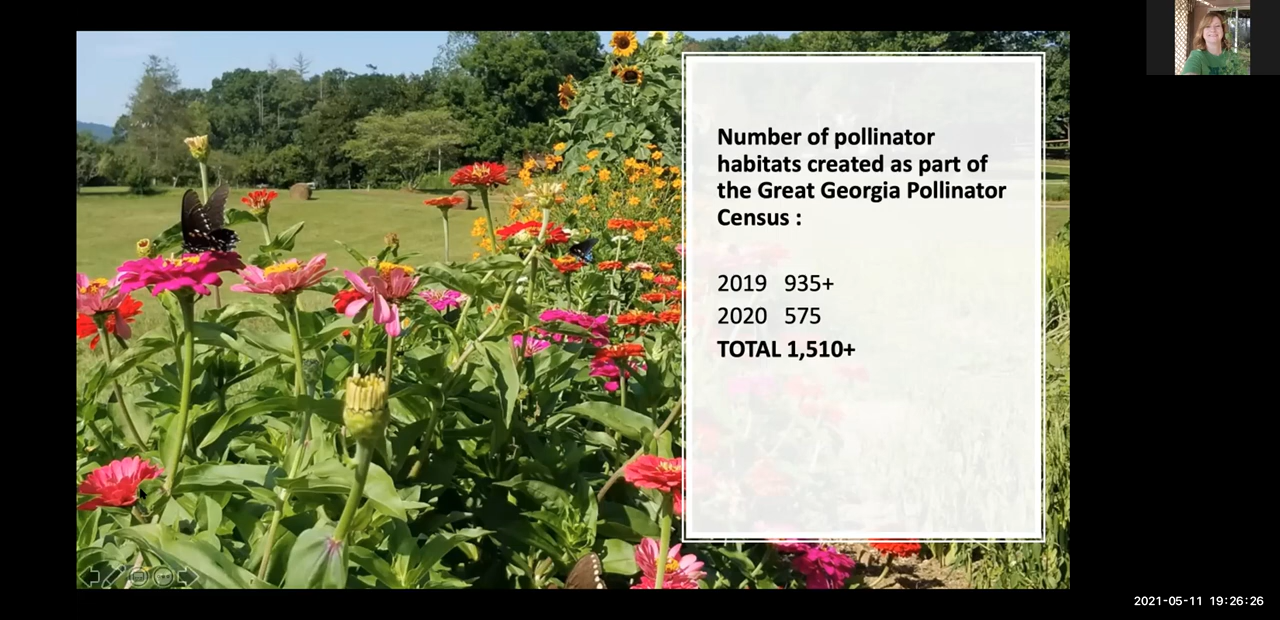 Number of pollinator
habitats created as part of
the Great Georgia Pollinator
Census :
2019 935+
2020 575
TOTAL 1,510+
2021-05-11 19:26:26